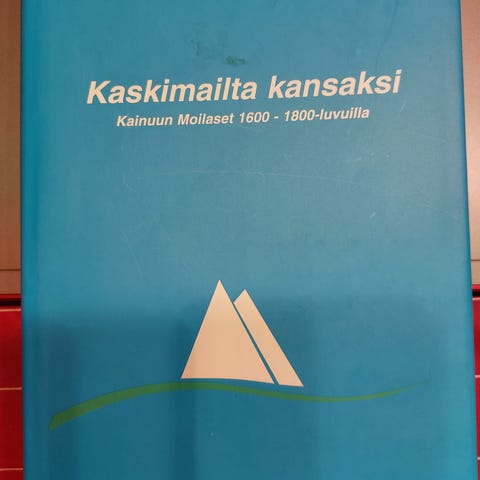 Kaskimailta kansaksi
Kainuun Moilaset 1600 - 1800-luvuilla